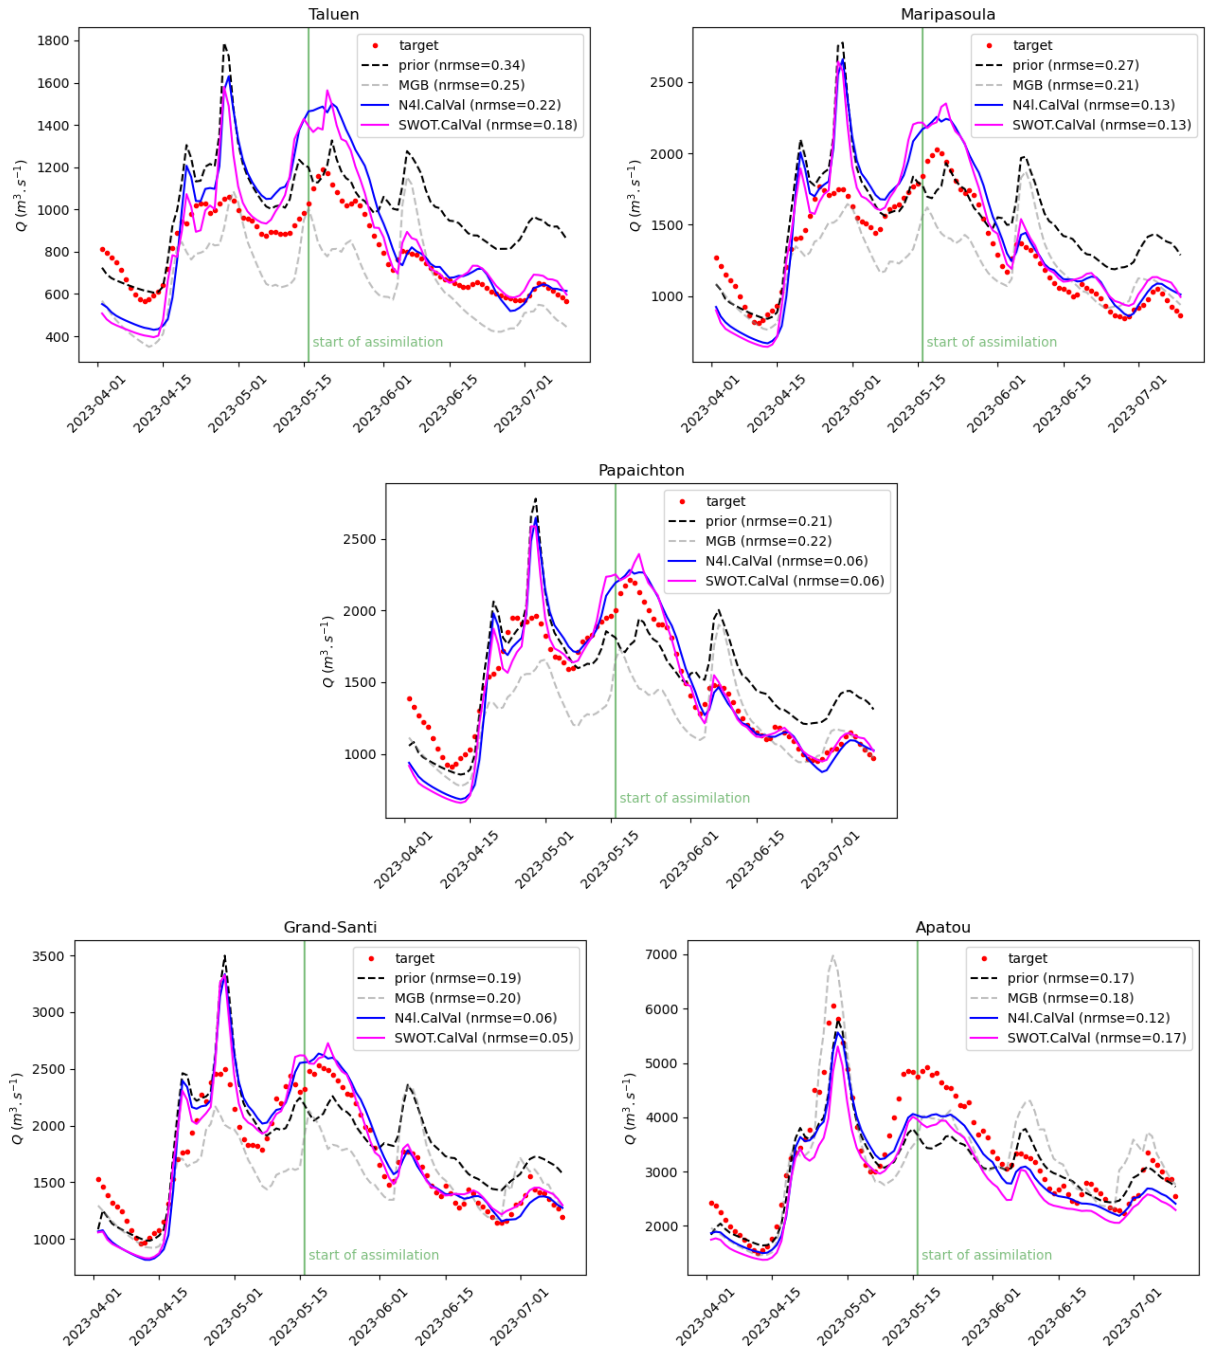 Taluen
1800
1600
1400
1200
1000
800
600
400
Q (m³.s⁻¹)
target
prior (nrmse=0.34)
MGB (nrmse=0.25)
N4l.CalVal (nrmse=0.22)
SWOT.CalVal (nrmse=0.18)
start of assimilation
2023-04-01
2023-04-15
2023-05-01
2023-05-15
2023-06-01
2023-06-15
2023-07-01
Maripasoula
2500
2000
1500
1000
Q (m³.s⁻¹)
target
prior (nrmse=0.27)
MGB (nrmse=0.21)
N4l.CalVal (nrmse=0.13)
SWOT.CalVal (nrmse=0.13)
start of assimilation
2023-04-01
2023-04-15
2023-05-01
2023-05-15
2023-06-01
2023-06-15
2023-07-01
Papaichton
2500
2000
1500
1000
Q (m³.s⁻¹)
target
prior (nrmse=0.21)
MGB (nrmse=0.22)
N4l.CalVal (nrmse=0.06)
SWOT.CalVal (nrmse=0.06)
start of assimilation
2023-04-01
2023-04-15
2023-05-01
2023-05-15
2023-06-01
2023-06-15
2023-07-01
Grand-Santi
3500
3000
2500
2000
1500
1000
Q (m³.s⁻¹)
target
prior (nrmse=0.19)
MGB (nrmse=0.20)
N4l.CalVal (nrmse=0.06)
SWOT.CalVal (nrmse=0.05)
start of assimilation
2023-04-01
2023-04-15
2023-05-01
2023-05-15
2023-06-01
2023-06-15
2023-07-01
Apatou
7000
6000
5000
4000
3000
2000
Q (m³.s⁻¹)
target
prior (nrmse=0.17)
MGB (nrmse=0.18)
N4l.CalVal (nrmse=0.12)
SWOT.CalVal (nrmse=0.17)
start of assimilation
2023-04-01
2023-04-15
2023-05-01
2023-05-15
2023-06-01
2023-06-15
2023-07-01